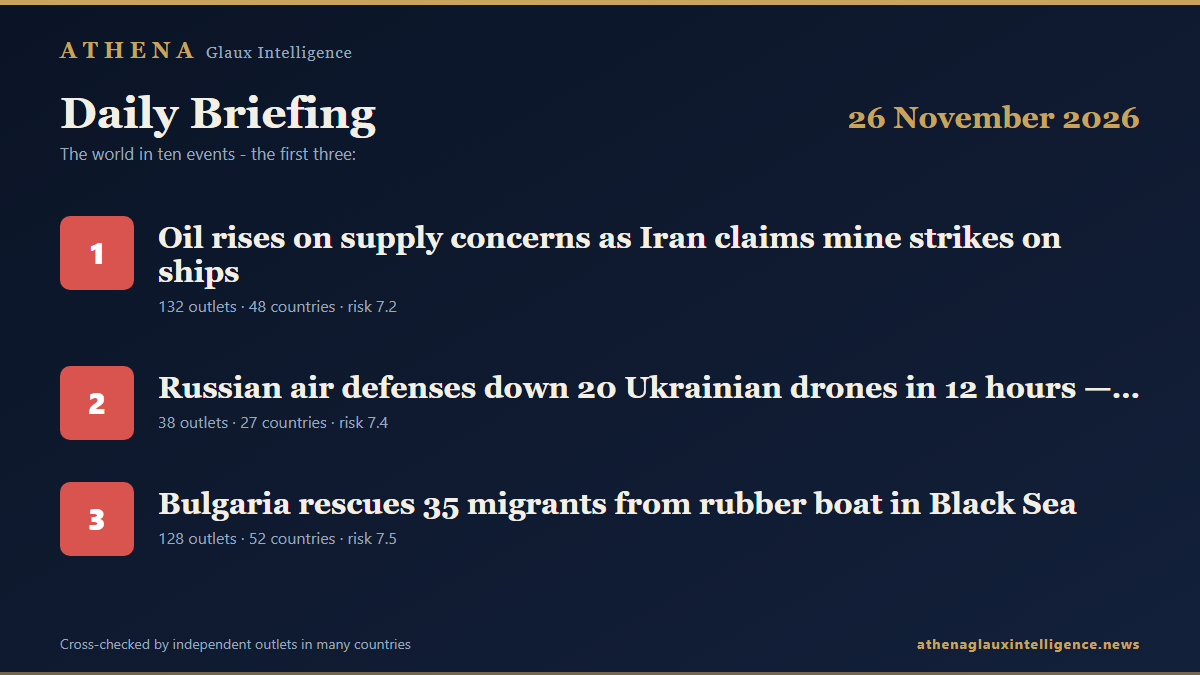 ATHENA Glaux Intelligence
Daily Briefing
26 November 2026
The world in ten events - the first three:
1
Oil rises on supply concerns as Iran claims mine strikes on
ships
132 outlets · 48 countries · risk 7.2
2
Russian air defenses down 20 Ukrainian drones in 12 hours —...
38 outlets · 27 countries · risk 7.4
3
Bulgaria rescues 35 migrants from rubber boat in Black Sea
128 outlets · 52 countries · risk 7.5
Cross-checked by independent outlets in many countries
athenaglauxintelligence.news